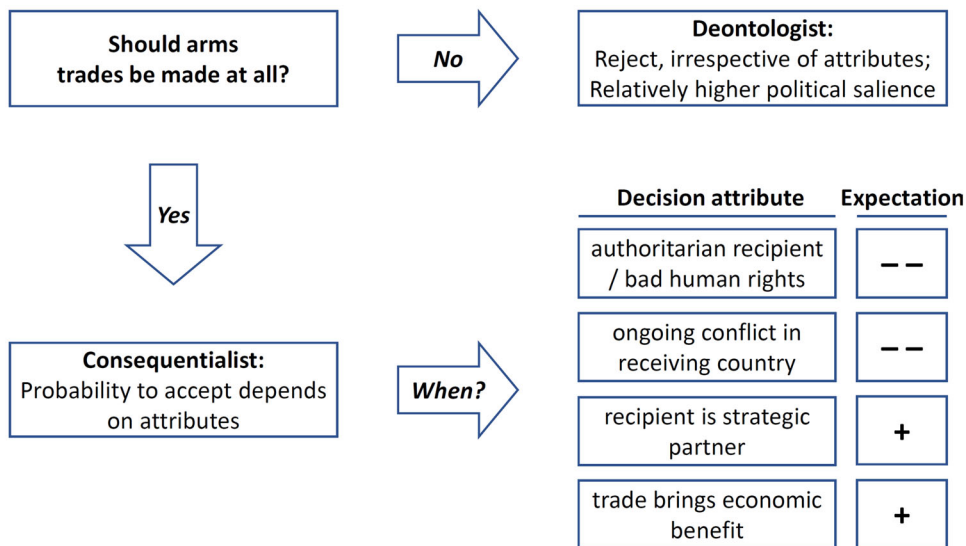 Should arms
trades be made at all?
No
Deontologist:
Reject, irrespective of attributes;
Relatively higher political salience
Yes
Consequentialist:
Probability to accept depends
on attributes
When?
Decision attribute Expectation
authoritarian recipient
/ bad human rights
– –
ongoing conflict in
receiving country
– –
recipient is strategic
partner
+
trade brings economic
benefit
+